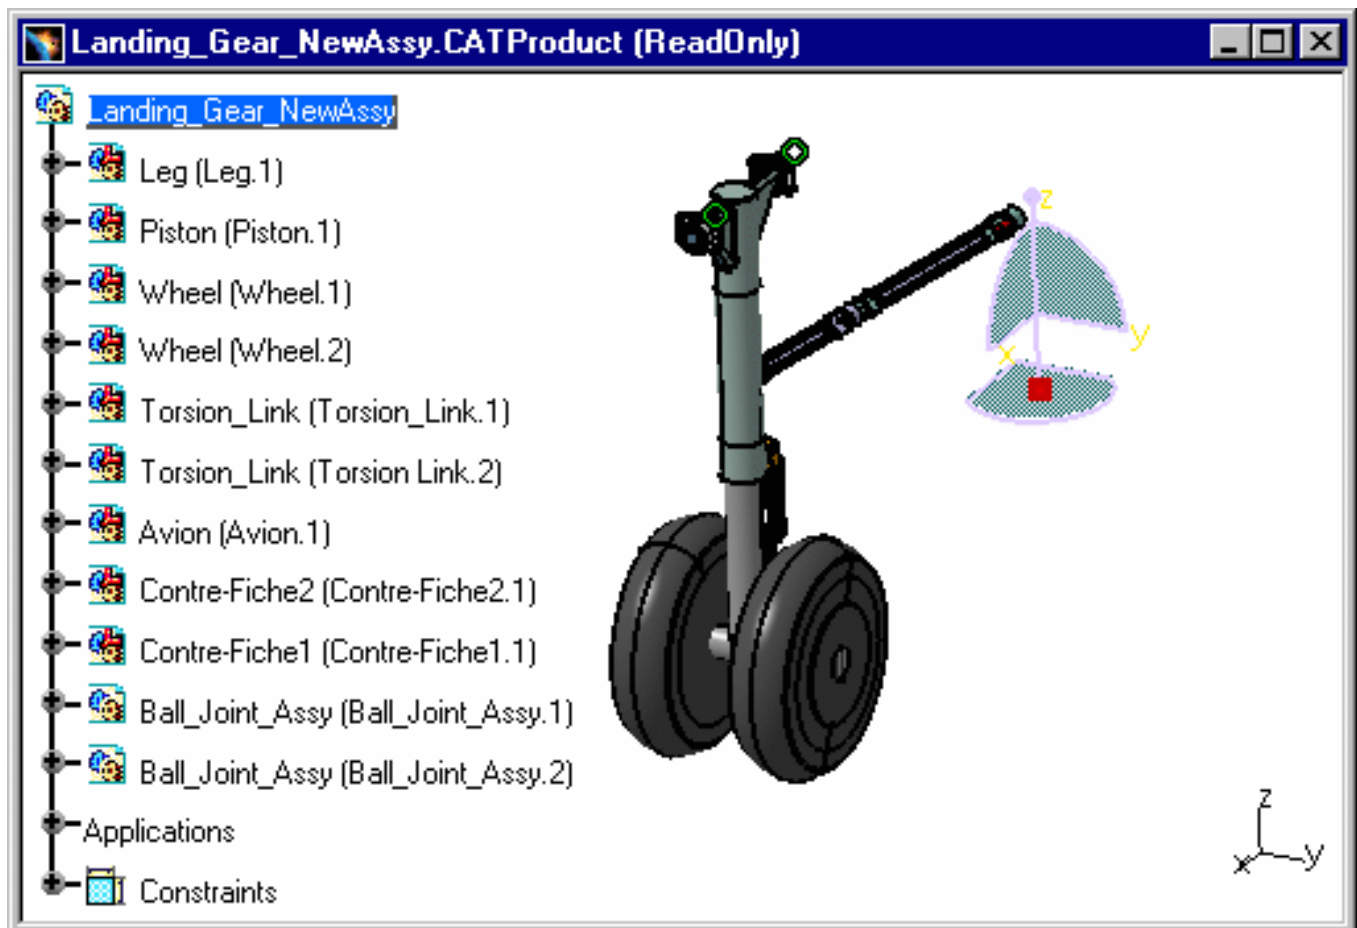 Landing_Gear_NewAssy.CATProduct (ReadOnly)
Landing_Gear_NewAssy
Leg (Leg.1)
Piston (Piston.1)
Wheel (Wheel.1)
Wheel (Wheel.2)
Torsion_Link (Torsion_Link.1)
Torsion_Link (Torsion Link.2)
Avion (Avion.1)
Contre-Fiche2 (Contre-Fiche2.1)
Contre-Fiche1 (Contre-Fiche1.1)
Ball_Joint_Assy (Ball_Joint_Assy.1)
Ball_Joint_Assy (Ball_Joint_Assy.2)
Applications
Constraints
z
x
y
z
x
y